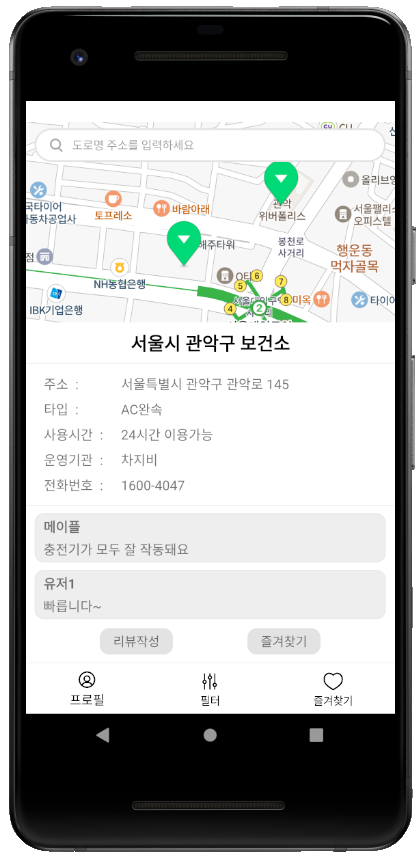 CU
도로명 주소를 입력하세요
올리브영
국타이어
동차공업사
토프레소
바람아래
관악
위버폴리스
서울팰리스
오피스텔
해주타워
봉천로
사거리
행운동
먹자골목
점
NH농협은행
6
5
7
8
4
2
미옥
타이어
IBK기업은행
서울시 관악구 보건소
주소 : 서울특별시 관악구 관악로 145
타입 : AC완속
사용시간 : 24시간 이용가능
운영기관 : 차지비
전화번호 : 1600-4047
메이플
충전기가 모두 잘 작동돼요
유저1
빠릅니다~
리뷰작성 즐겨찾기
프로필 필터 즐겨찾기